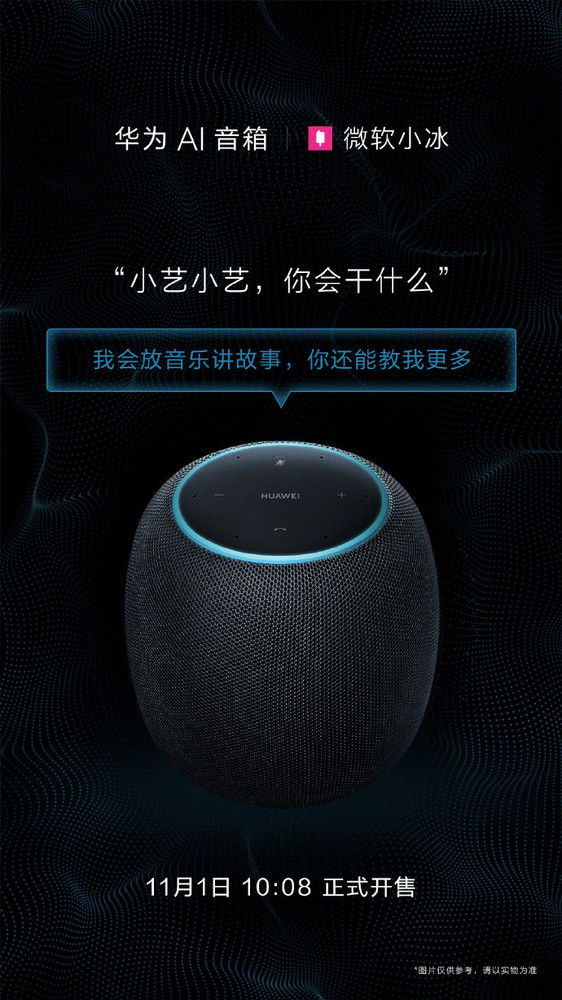 华为 AI 音箱 | 微软小冰
“小艺小艺，你会干什么”
我会放音乐讲故事，你还能教我更多
HUAWEI
11月1日 10:08 正式开售
*图片仅供参考，请以实物为准